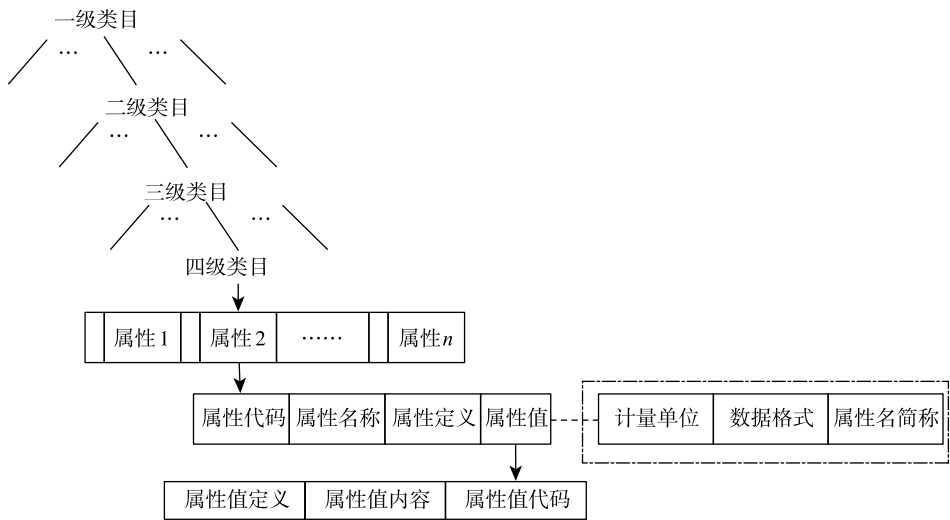 一级类目
… …
二级类目
… …
三级类目
… …
四级类目
属性1 属性2 …… 属性n
属性代码 属性名称 属性定义 属性值 计量单位 数据格式 属性名简称
属性值定义 属性值内容 属性值代码